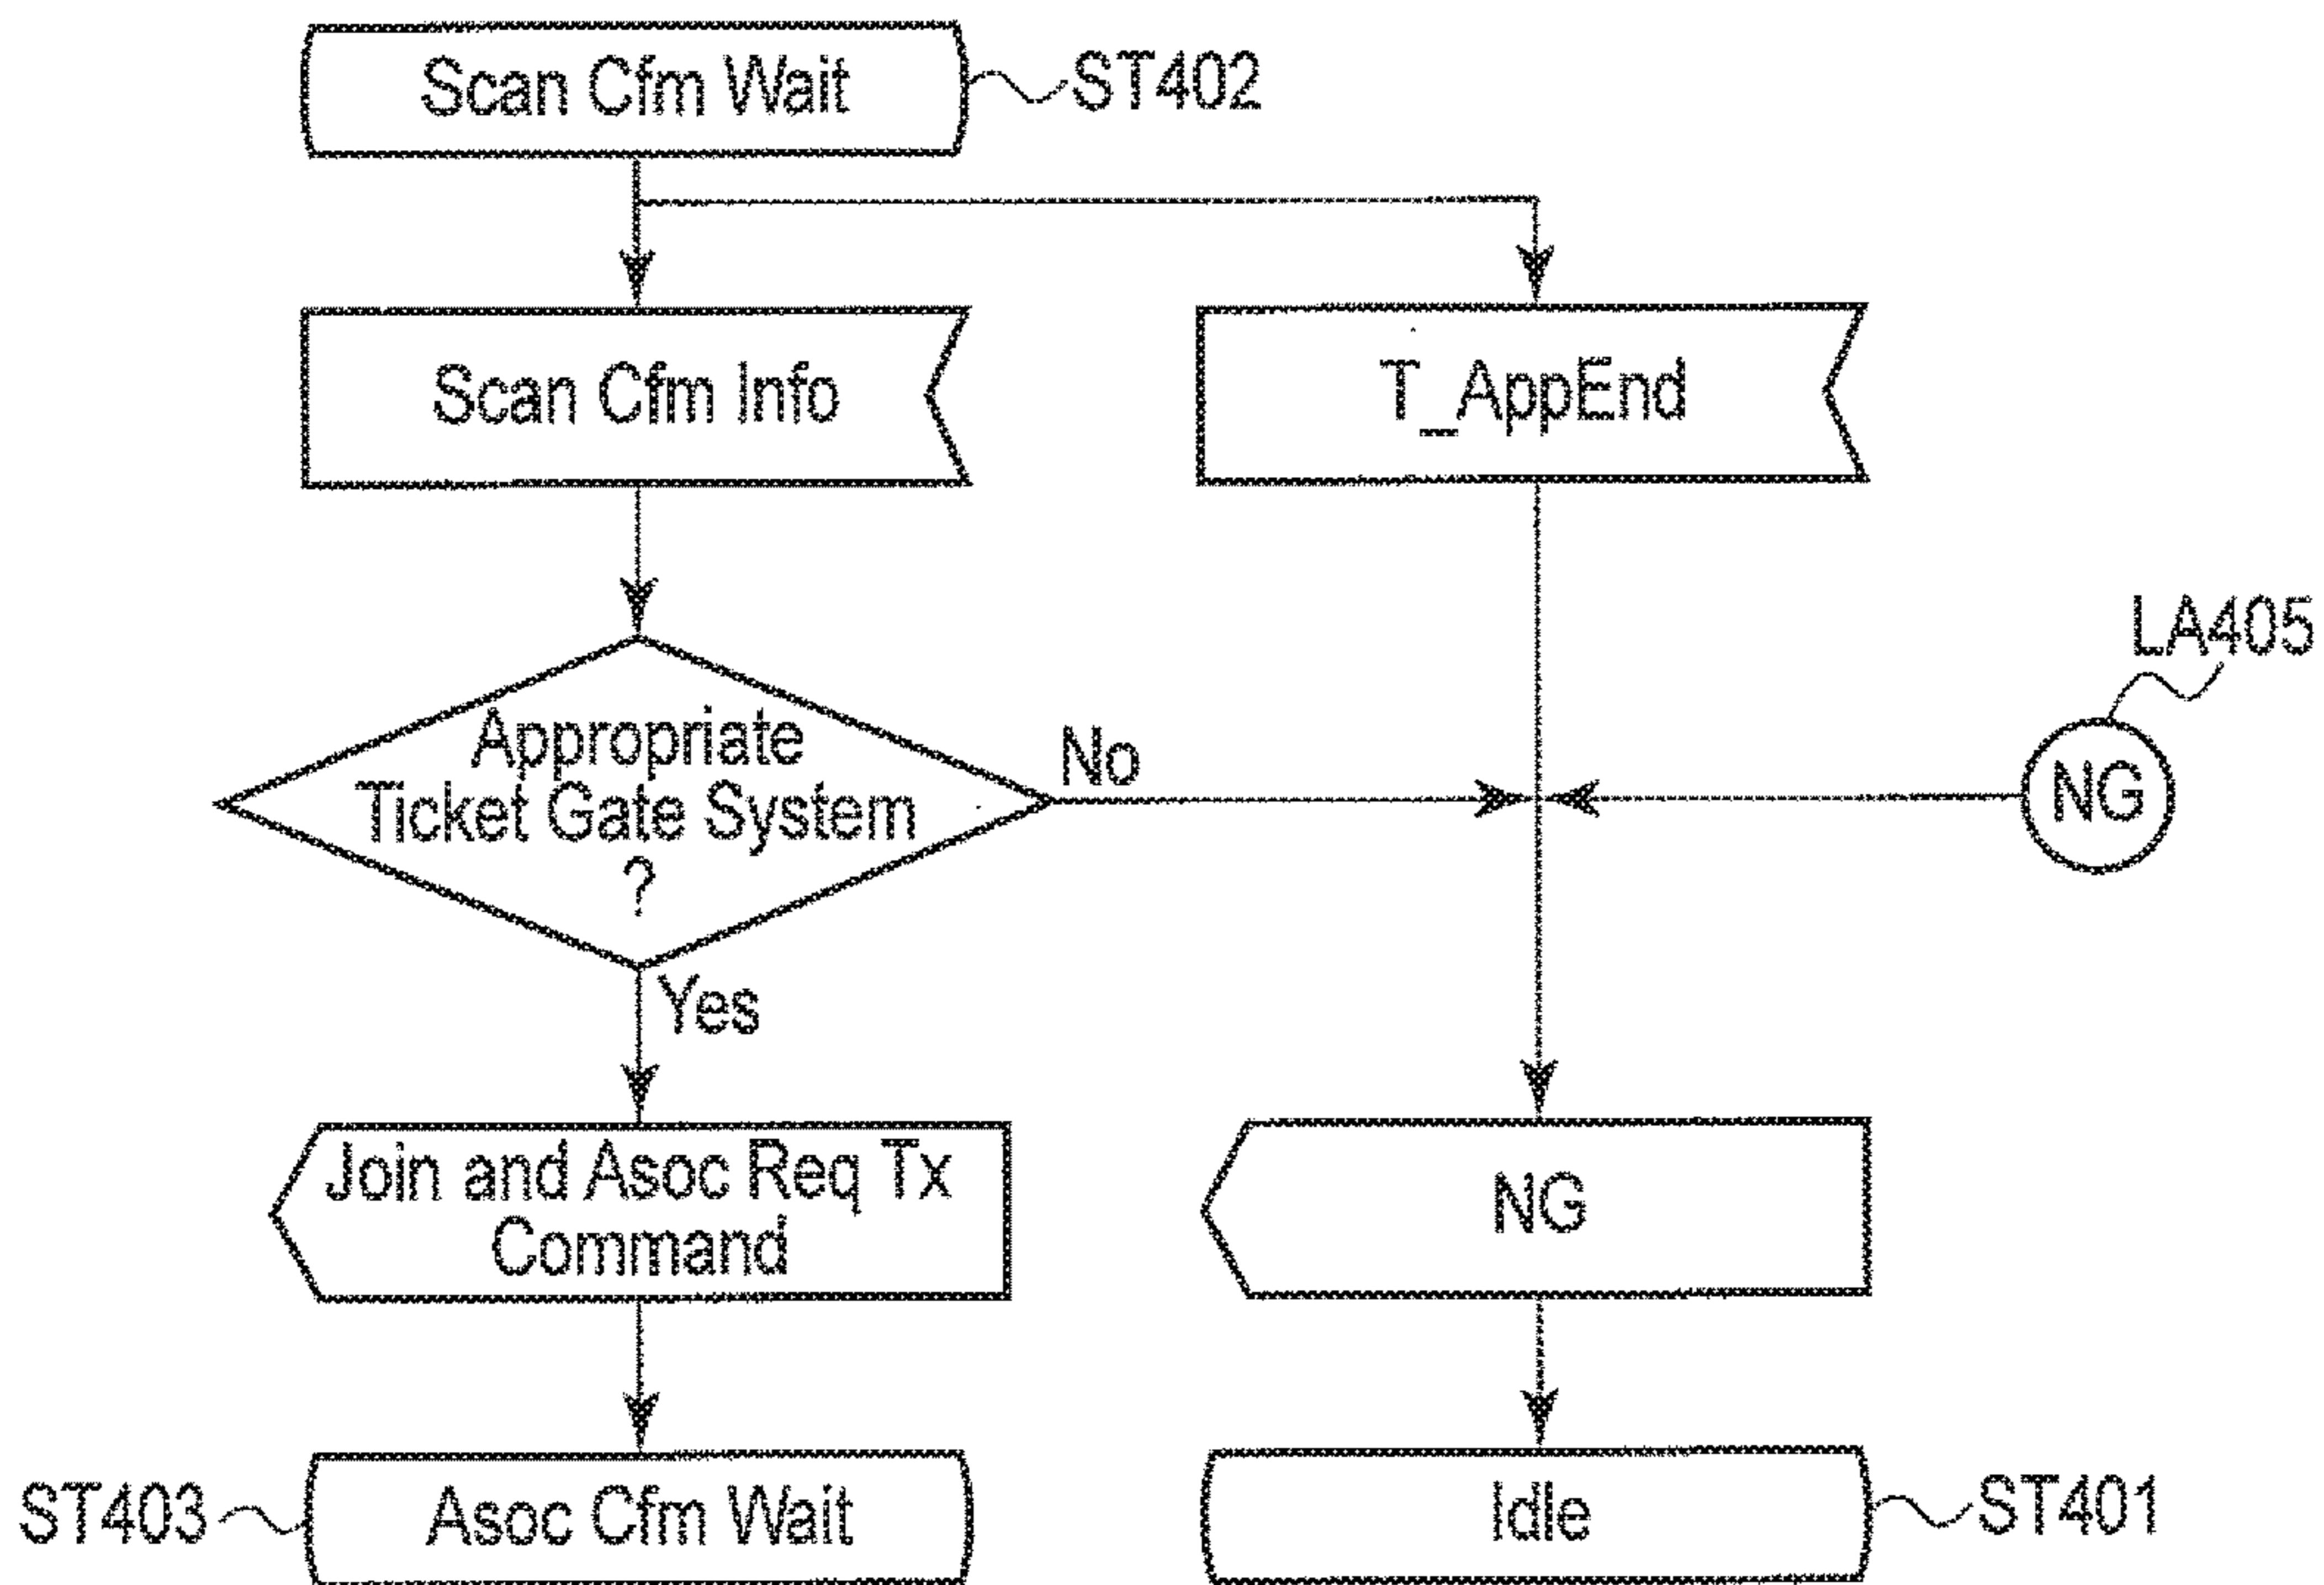 Scan Cfm Wait
ST402
Scan Cfm Info
T_AppEnd
LA405
Appropriate
Ticket Gate System
?
No
NG
Yes
Join and Asoc Req Tx
Command
NG
ST403
Asoc Cfm Wait
Idle
ST401